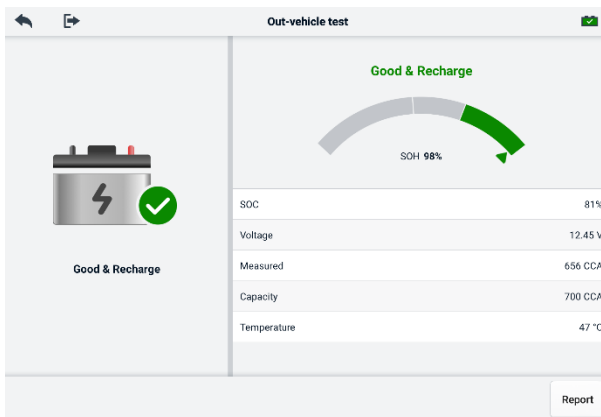 Out-vehicle test
Good & Recharge
Good & Recharge
SOH 98%
SOC 81%
Voltage 12.45 V
Measured 656 CCA
Capacity 700 CCA
Temperature 47 °C
Report